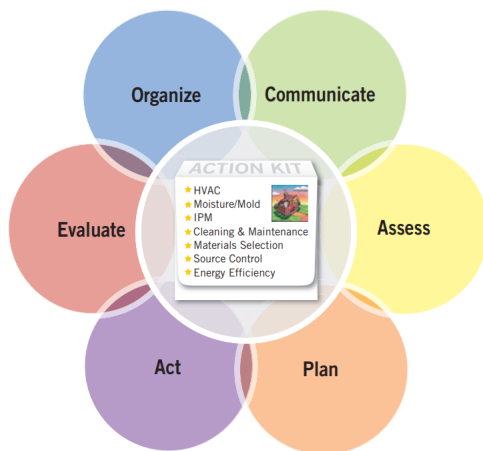 Organize
Communicate
ACTION KIT
HVAC
Moisture/Mold
IPM
Cleaning & Maintenance
Materials Selection
Source Control
Energy Efficiency
Evaluate
Assess
Act
Plan